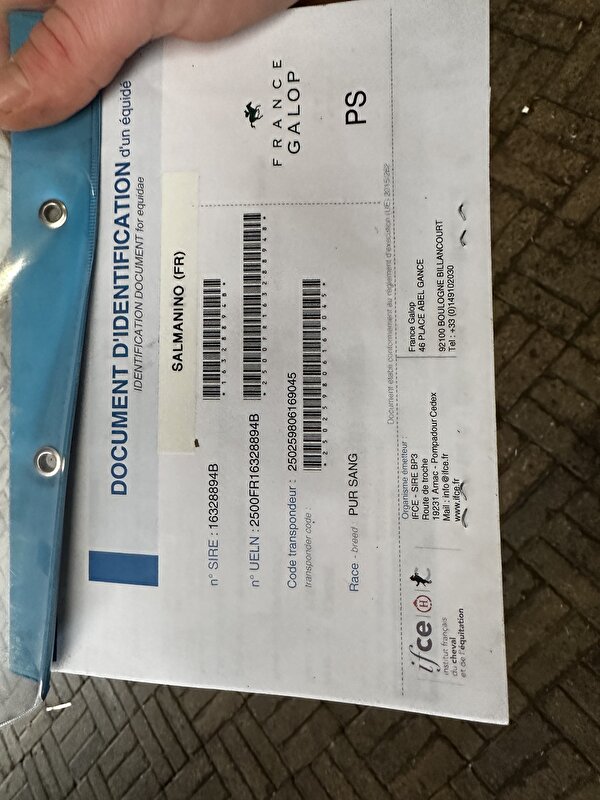 DOCUMENT D'IDENTIFICATION d'un équidé
IDENTIFICATION DOCUMENT for equidae
SALMANINO (FR)
FRANCE
GALOP
n° SIRE : 16328894B
*16328894B*
n° UELN : 2500FR16328894B
*2500FR16328894B*
Code transpondeur : 250259806169045
transponder code :
*250259806169045*
Race - breed : PUR SANG
PS
Document établi conformément au règlement d'exécution (UE) 2015/262
Organisme émetteur :
IFCE - SIRE BP3
Route de troche
19231 Arnac - Pompadour Cedex
Mail : info@ifce.fr
www.ifce.fr
France Galop
46 PLACE ABEL GANCE
92100 BOULOGNE BILLANCOURT
Tel : +33 (0)149102030
ifce
institut français
du cheval
et de l'équitation